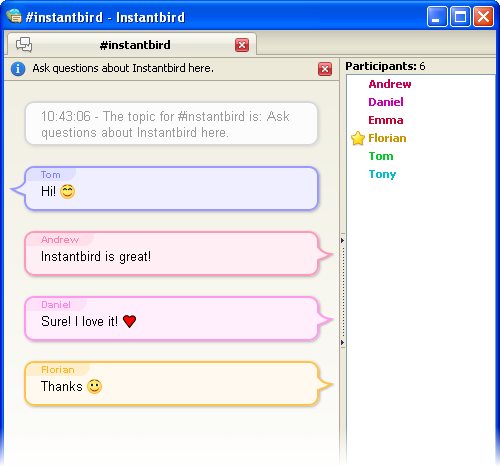 #instantbird - Instantbird
#instantbird
Ask questions about Instantbird here.
10:43:06 - The topic for #instantbird is: Ask
questions about Instantbird here.
Tom
Hi! 😊
Andrew
Instantbird is great!
Daniel
Sure! I love it! ♥
Florian
Thanks 🙂
Participants: 6
Andrew
Daniel
Emma
Florian
Tom
Tony